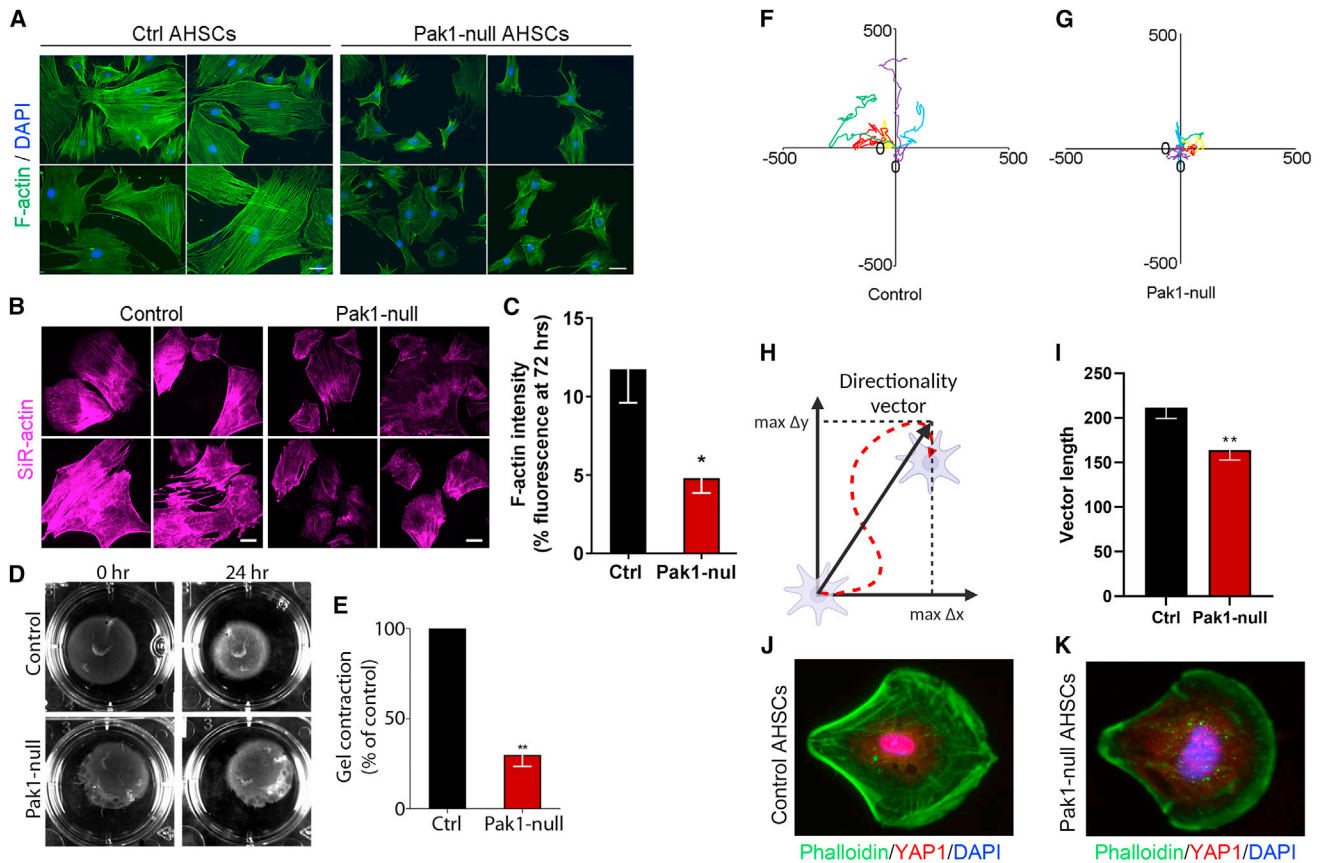 A
Ctrl AHSCs
Pak1-null AHSCs
F-actin / DAPI
B
Control
Pak1-null
SiR-actin
C
15
10
5
0
F-actin intensity
(% fluorescence at 72 hrs)
*
Ctrl
Pak1-nul
D
0 hr
24 hr
Control
Pak1-null
E
100
50
0
Gel contraction
(% of control)
**
Ctrl
Pak1-null
F
500
-500
0
500
0
-500
Control
G
500
-500
0
500
0
-500
Pak1-null
H
Directionality
vector
max Δy
max Δx
I
250
200
150
100
50
0
Vector length
**
Ctrl
Pak1-null
J
Control AHSCs
Phalloidin/YAP1/DAPI
K
Pak1-null AHSCs
Phalloidin/YAP1/DAPI